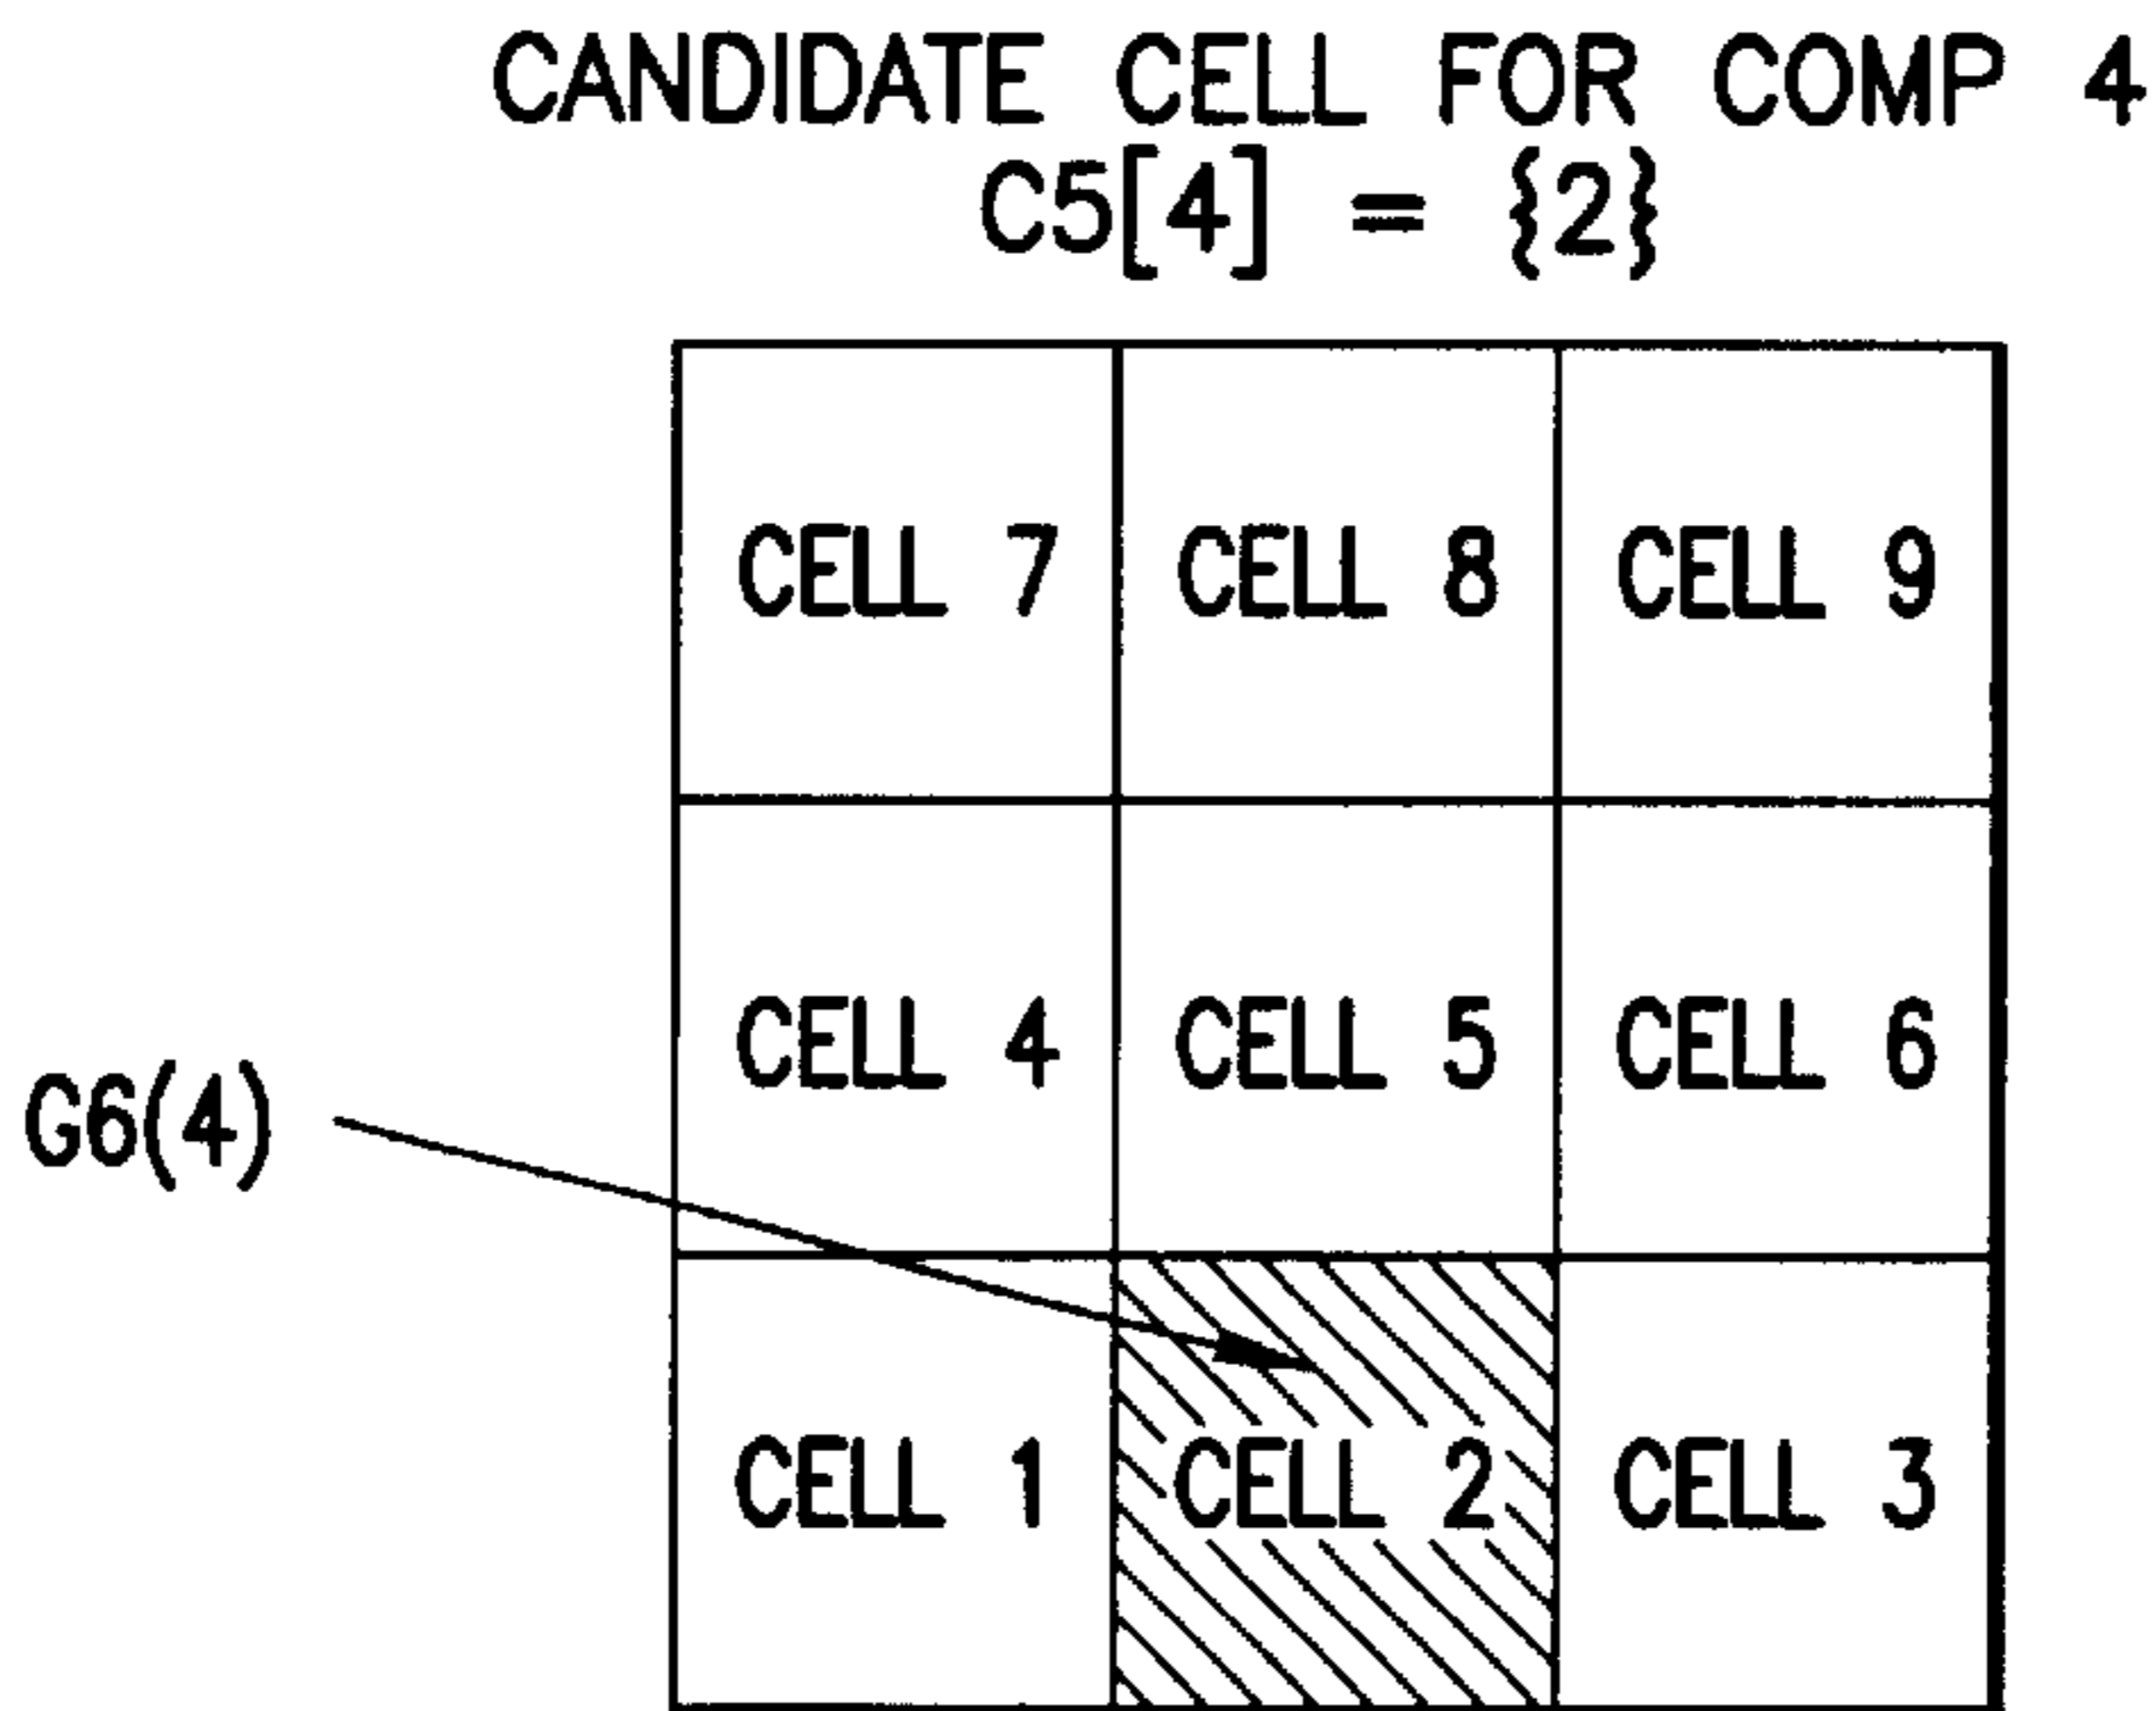 CANDIDATE CELL FOR COMP 4
C5[4] = {2}
CELL 7 CELL 8 CELL 9
CELL 4 CELL 5 CELL 6
G6(4)
CELL 1 CELL 2 CELL 3